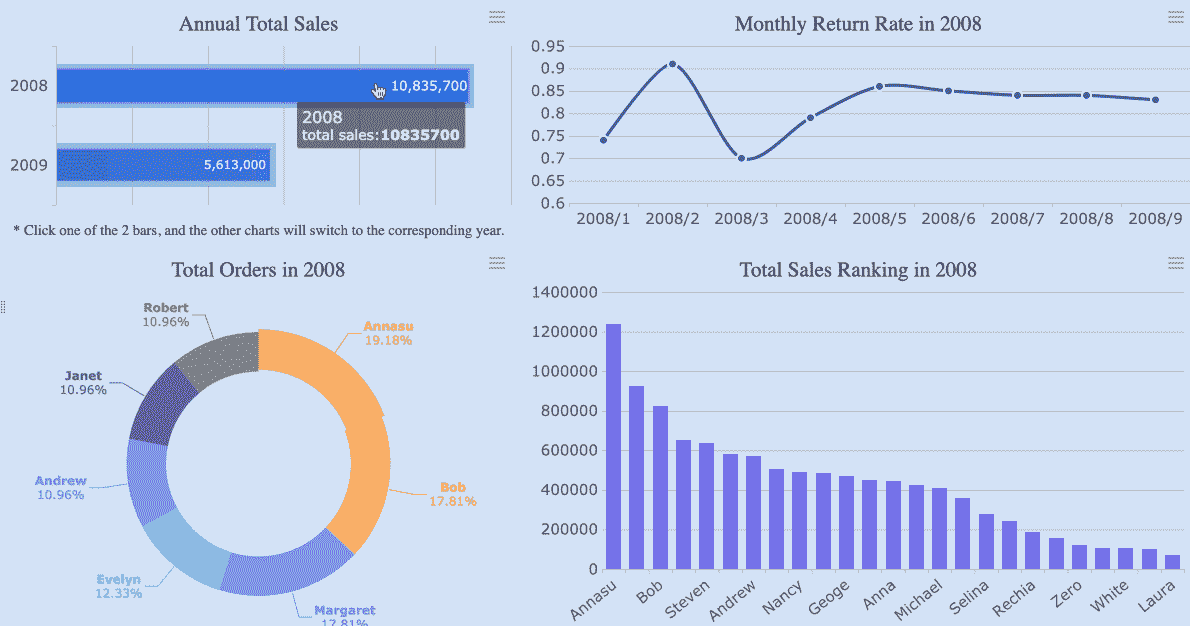 Annual Total Sales
2008
10,835,700
2008
total sales:10835700
2009
5,613,000
* Click one of the 2 bars, and the other charts will switch to the corresponding year.
Monthly Return Rate in 2008
0.95
0.9
0.85
0.8
0.75
0.7
0.65
0.6
2008/1 2008/2 2008/3 2008/4 2008/5 2008/6 2008/7 2008/8 2008/9
Total Orders in 2008
Robert
10.96%
Annasu
19.18%
Janet
10.96%
Andrew
10.96%
Bob
17.81%
Evelyn
12.33%
Margaret
17.81%
Total Sales Ranking in 2008
1400000
1200000
1000000
800000
600000
400000
200000
0
Annasu Bob Steven Andrew Nancy Geoge Anna Michael Selina Rechia Zero White Laura